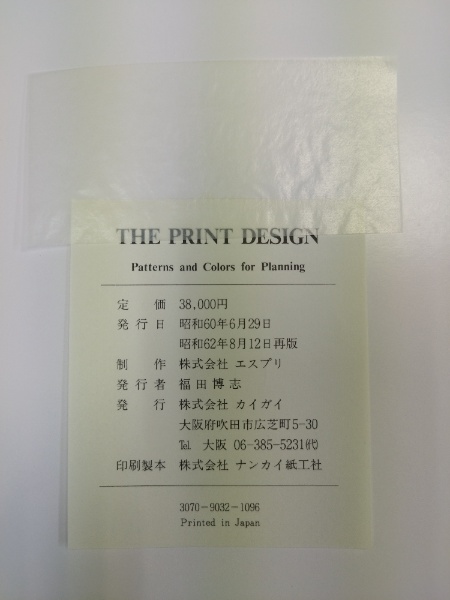 THE PRINT DESIGN
Patterns and Colors for Planning
定価 38,000円
発行日 昭和60年6月29日
昭和62年8月12日再版
制作 株式会社 エスプリ
発行者 福田博志
発行 株式会社 カイガイ
大阪府吹田市広芝町5-30
Tel. 大阪 06-385-5231㈹
印刷製本 株式会社 ナンカイ紙工社
3070-9032-1096
Printed in Japan